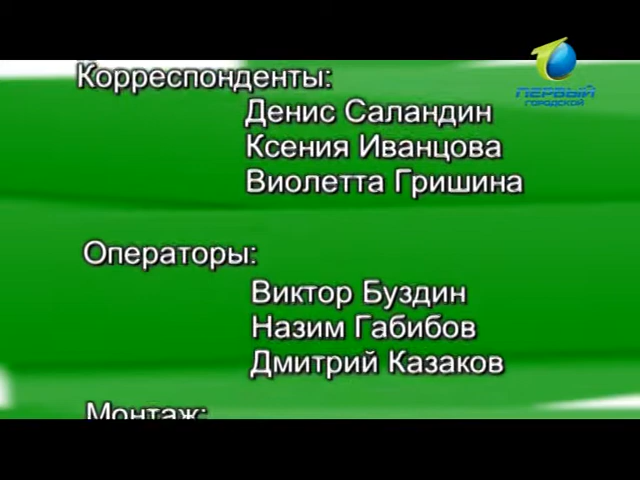 Корреспонденты:
Денис Саландин
Ксения Иванцова
Виолетта Гришина
Операторы:
Виктор Буздин
Назим Габибов
Дмитрий Казаков
Монтаж:
ПЕРВЫЙ
ГОРОДСКОЙ